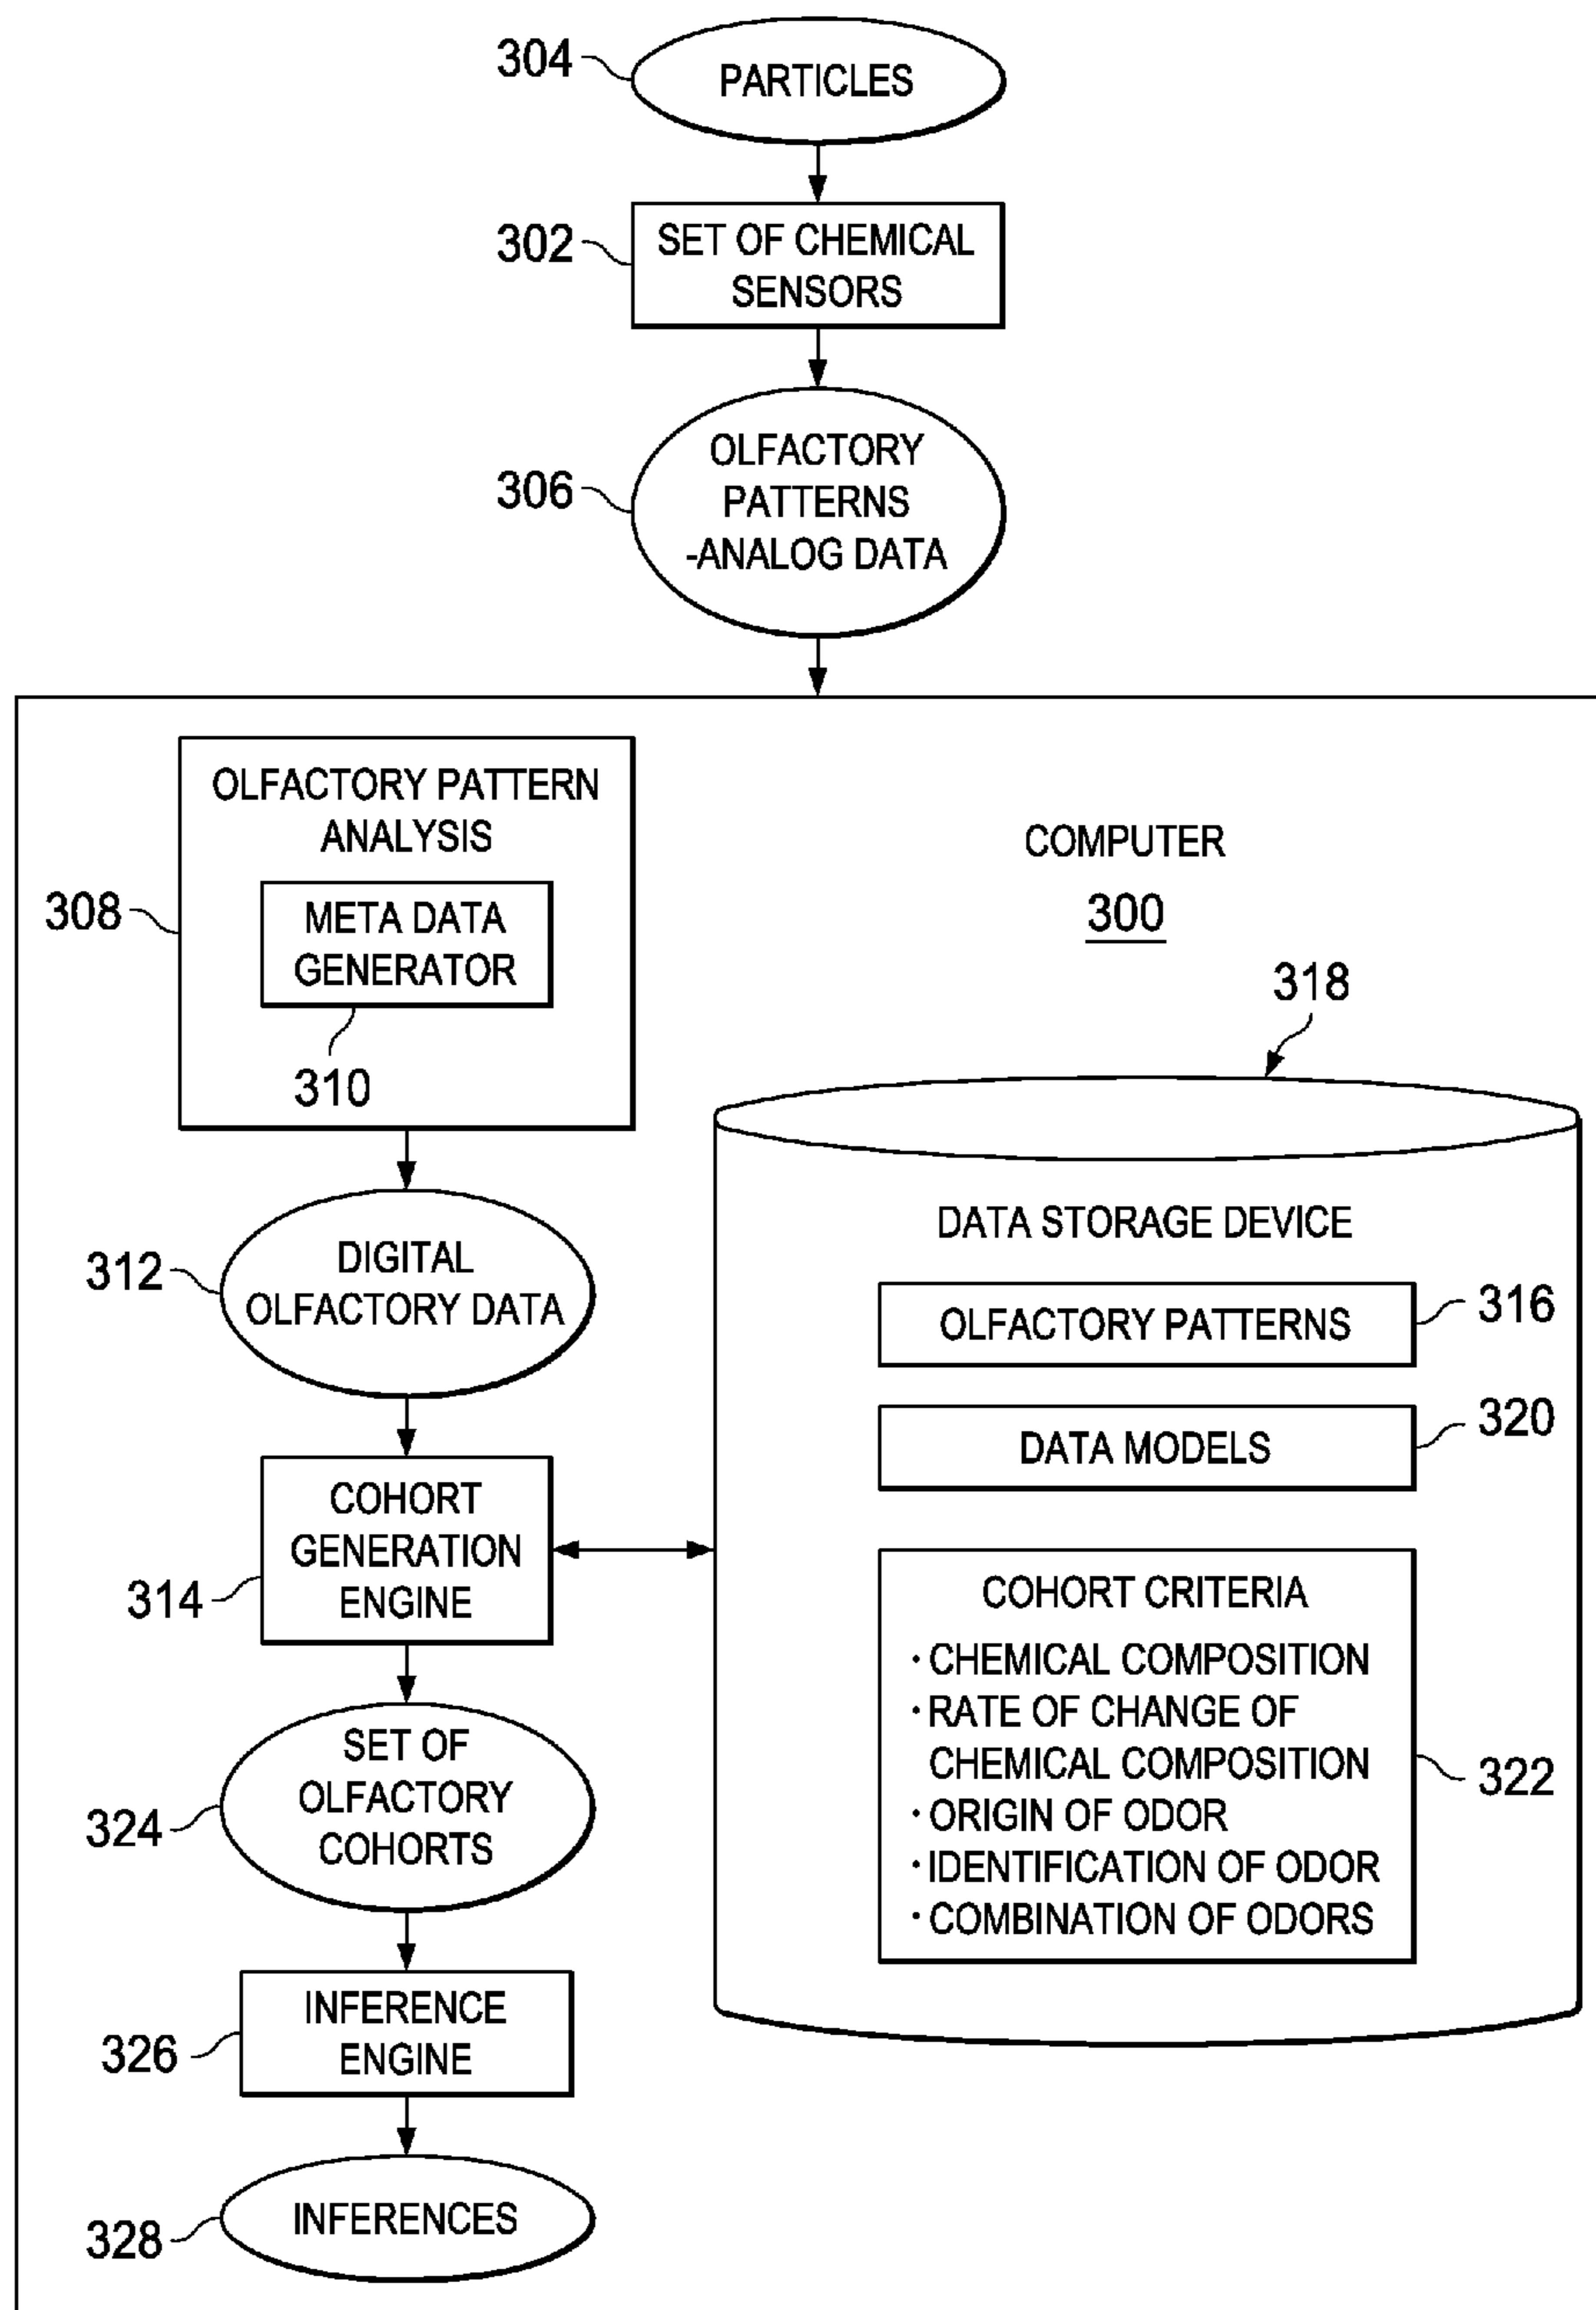 304
PARTICLES
302
SET OF CHEMICAL
SENSORS
306
OLFACTORY
PATTERNS
-ANALOG DATA
OLFACTORY PATTERN
ANALYSIS
308
META DATA
GENERATOR
310
COMPUTER
300
318
312
DIGITAL
OLFACTORY DATA
DATA STORAGE DEVICE
OLFACTORY PATTERNS
316
DATA MODELS
320
314
COHORT
GENERATION
ENGINE
COHORT CRITERIA
· CHEMICAL COMPOSITION
· RATE OF CHANGE OF
CHEMICAL COMPOSITION
· ORIGIN OF ODOR
· IDENTIFICATION OF ODOR
· COMBINATION OF ODORS
322
324
SET OF
OLFACTORY
COHORTS
326
INFERENCE
ENGINE
328
INFERENCES